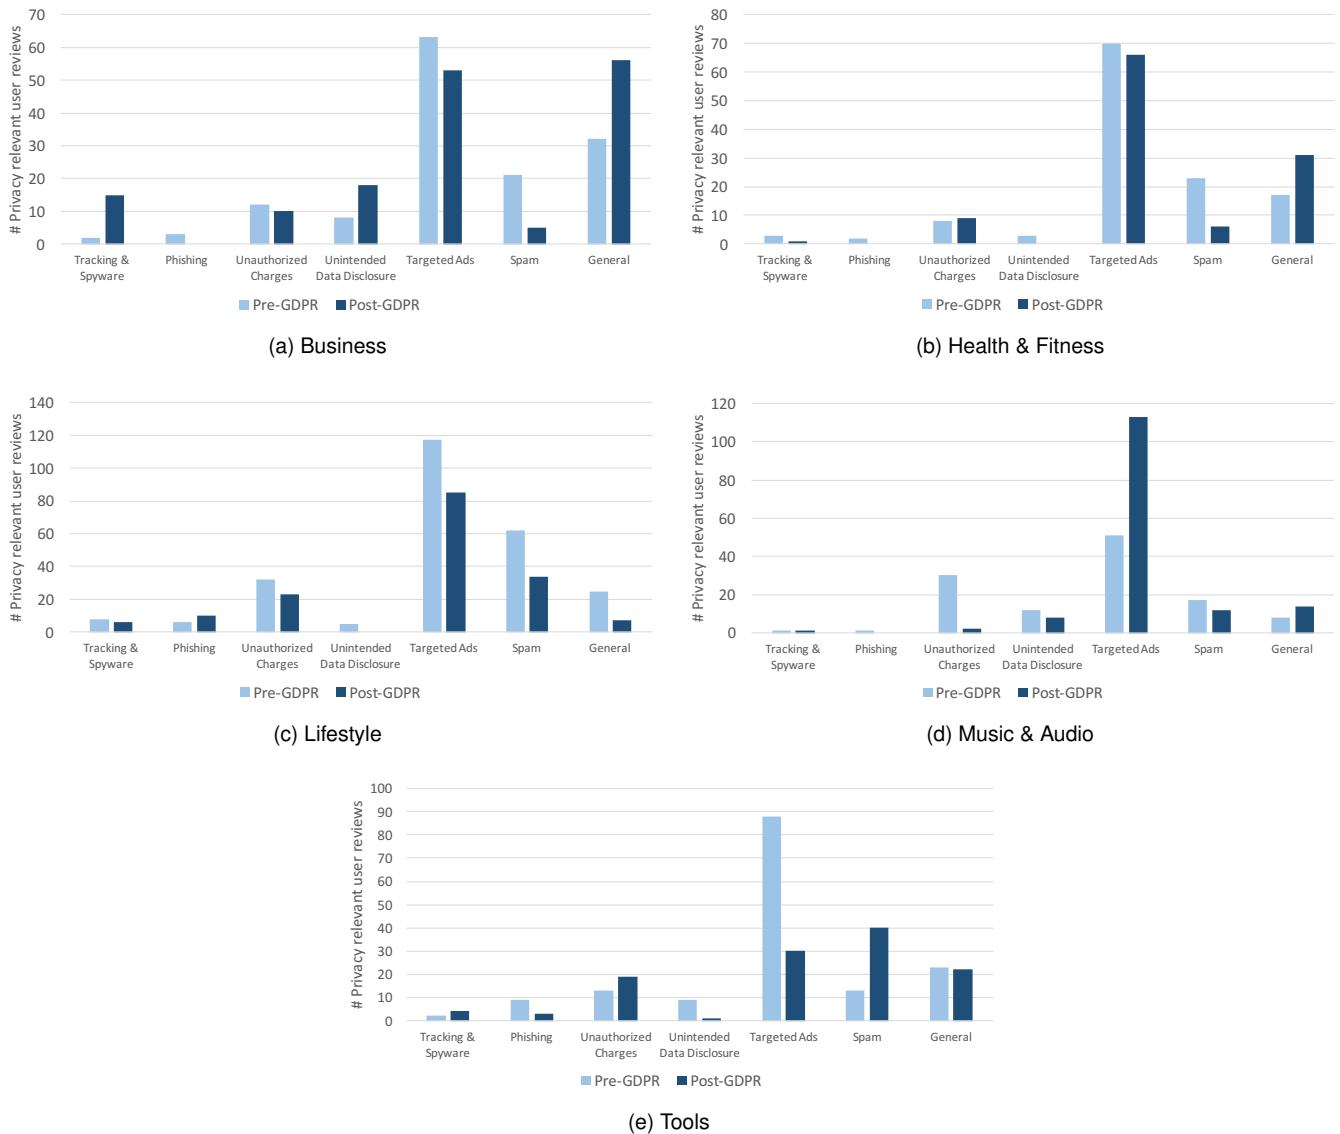 # Privacy relevant user reviews
70
60
50
40
30
20
10
0
Tracking & Spyware
Phishing
Unauthorized Charges
Unintended Data Disclosure
Targeted Ads
Spam
General
Pre-GDPR
Post-GDPR
(a) Business
# Privacy relevant user reviews
80
70
60
50
40
30
20
10
0
Tracking & Spyware
Phishing
Unauthorized Charges
Unintended Data Disclosure
Targeted Ads
Spam
General
Pre-GDPR
Post-GDPR
(b) Health & Fitness
# Privacy relevant user reviews
140
120
100
80
60
40
20
0
Tracking & Spyware
Phishing
Unauthorized Charges
Unintended Data Disclosure
Targeted Ads
Spam
General
Pre-GDPR
Post-GDPR
(c) Lifestyle
# Privacy relevant user reviews
120
100
80
60
40
20
0
Tracking & Spyware
Phishing
Unauthorized Charges
Unintended Data Disclosure
Targeted Ads
Spam
General
Pre-GDPR
Post-GDPR
(d) Music & Audio
# Privacy relevant user reviews
100
90
80
70
60
50
40
30
20
10
0
Tracking & Spyware
Phishing
Unauthorized Charges
Unintended Data Disclosure
Targeted Ads
Spam
General
Pre-GDPR
Post-GDPR
(e) Tools